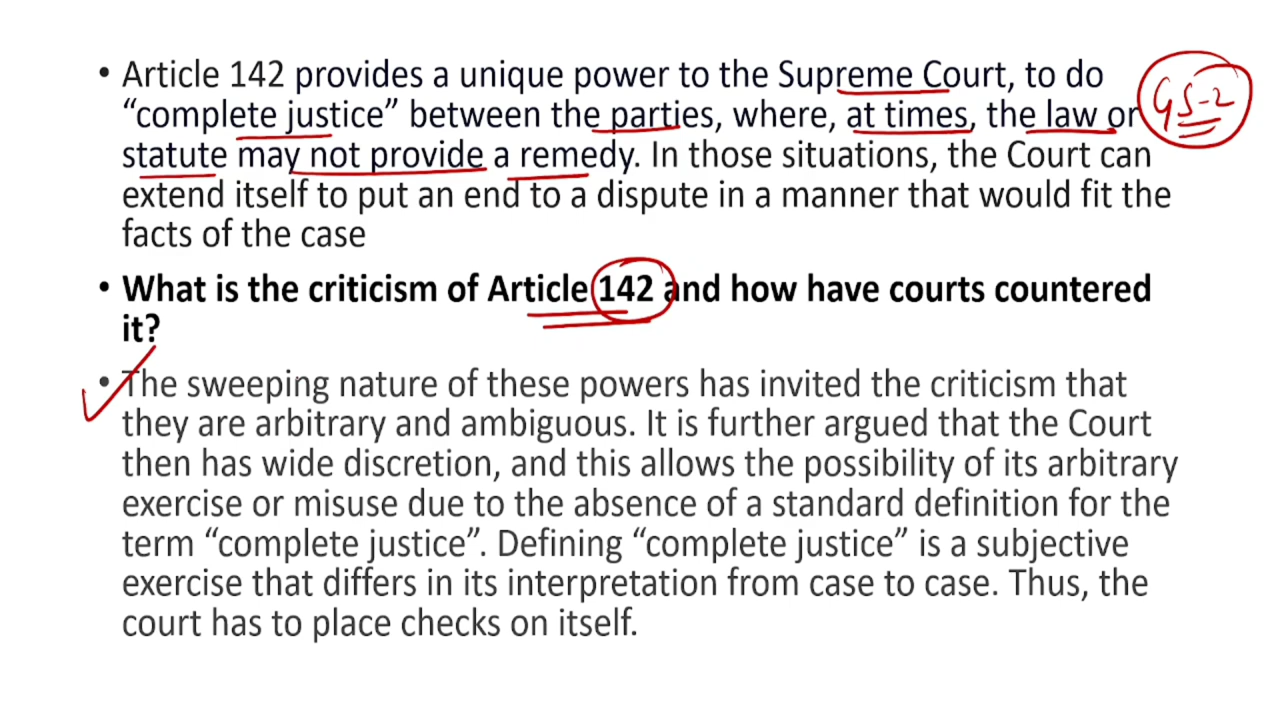 • Article 142 provides a unique power to the Supreme Court, to do
“complete justice” between the parties, where, at times, the law or
statute may not provide a remedy. In those situations, the Court can
extend itself to put an end to a dispute in a manner that would fit the
facts of the case
GS-2
• What is the criticism of Article 142 and how have courts countered
it?
• The sweeping nature of these powers has invited the criticism that
they are arbitrary and ambiguous. It is further argued that the Court
then has wide discretion, and this allows the possibility of its arbitrary
exercise or misuse due to the absence of a standard definition for the
term “complete justice”. Defining “complete justice” is a subjective
exercise that differs in its interpretation from case to case. Thus, the
court has to place checks on itself.